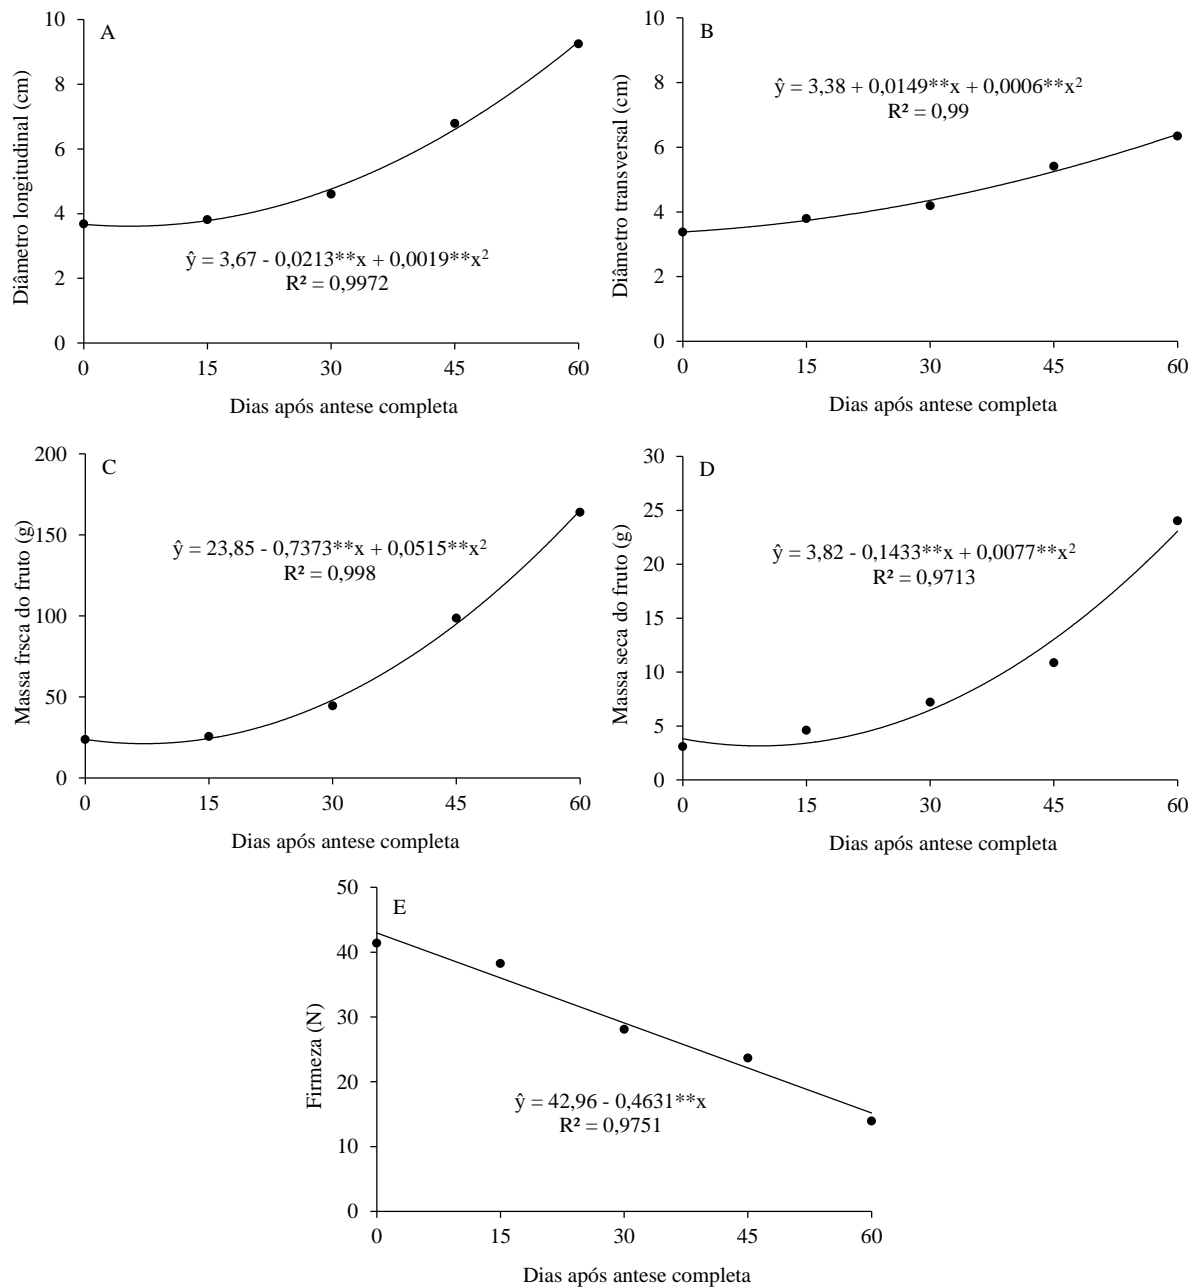 A
Diâmetro longitudinal (cm)
10
8
6
4
2
0
ŷ = 3,67 - 0,0213**x + 0,0019**x²
R² = 0,9972
0 15 30 45 60
Dias após antese completa
B
Diâmetro transversal (cm)
10
8
6
4
2
0
ŷ = 3,38 + 0,0149**x + 0,0006**x²
R² = 0,99
0 15 30 45 60
Dias após antese completa
C
Massa frsca do fruto (g)
200
150
100
50
0
ŷ = 23,85 - 0,7373**x + 0,0515**x²
R² = 0,998
0 15 30 45 60
Dias após antese completa
D
Massa seca do fruto (g)
30
25
20
15
10
5
0
ŷ = 3,82 - 0,1433**x + 0,0077**x²
R² = 0,9713
0 15 30 45 60
Dias após antese completa
E
Firmeza (N)
50
40
30
20
10
0
ŷ = 42,96 - 0,4631**x
R² = 0,9751
0 15 30 45 60
Dias após antese completa